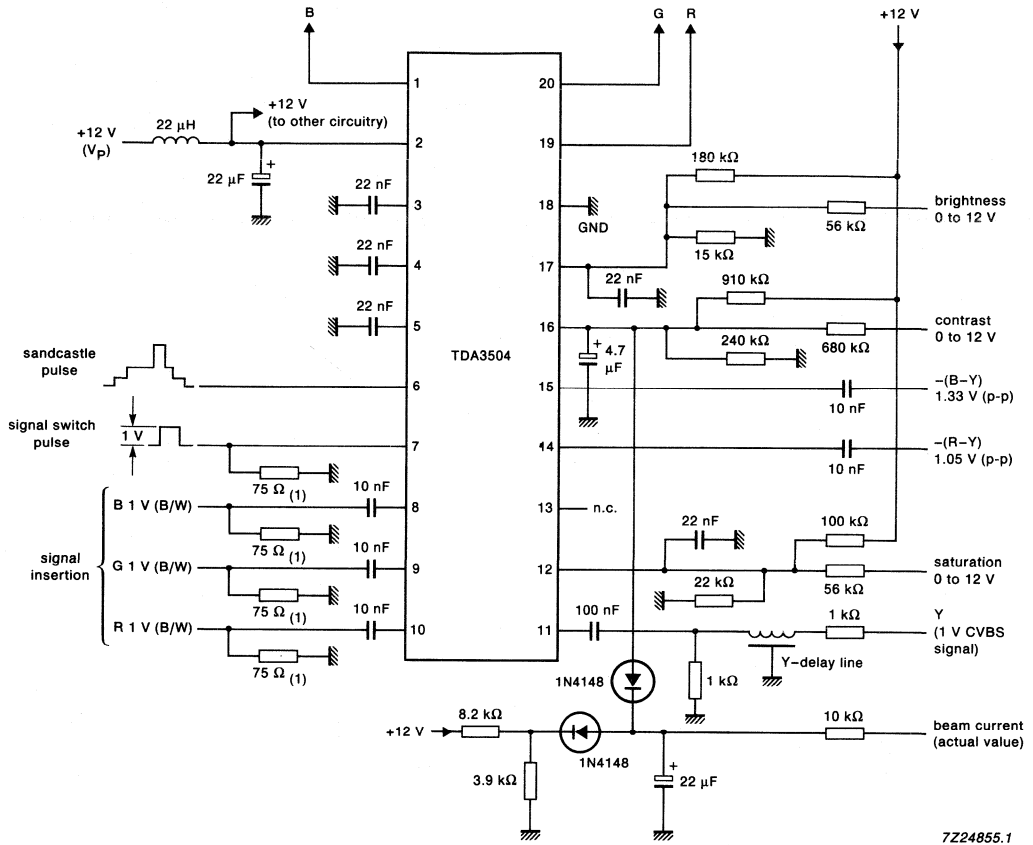 B
G R
+12 V
1
20
+12 V
(to other circuitry)
22 µH
+12 V
(VP)
2
19
22 µF
+
180 kΩ
22 nF
3
18
GND
brightness
0 to 12 V
56 kΩ
15 kΩ
22 nF
4
17
22 nF
910 kΩ
22 nF
5
16
contrast
0 to 12 V
680 kΩ
240 kΩ
+
4.7
µF
TDA3504
sandcastle
pulse
6
15
–(B–Y)
1.33 V (p-p)
10 nF
signal switch
pulse
1 V
7
14
–(R–Y)
1.05 V (p-p)
10 nF
75 Ω (1)
10 nF
B 1 V (B/W)
8
13
n.c.
75 Ω (1)
22 nF
100 kΩ
signal
insertion
10 nF
G 1 V (B/W)
9
12
saturation
0 to 12 V
56 kΩ
22 kΩ
75 Ω (1)
10 nF
R 1 V (B/W)
10
11
100 nF
1 kΩ
Y
(1 V CVBS
signal)
Y–delay line
75 Ω (1)
1N4148
1 kΩ
+12 V
8.2 kΩ
1N4148
10 kΩ
beam current
(actual value)
3.9 kΩ
+
22 µF
7Z24855.1